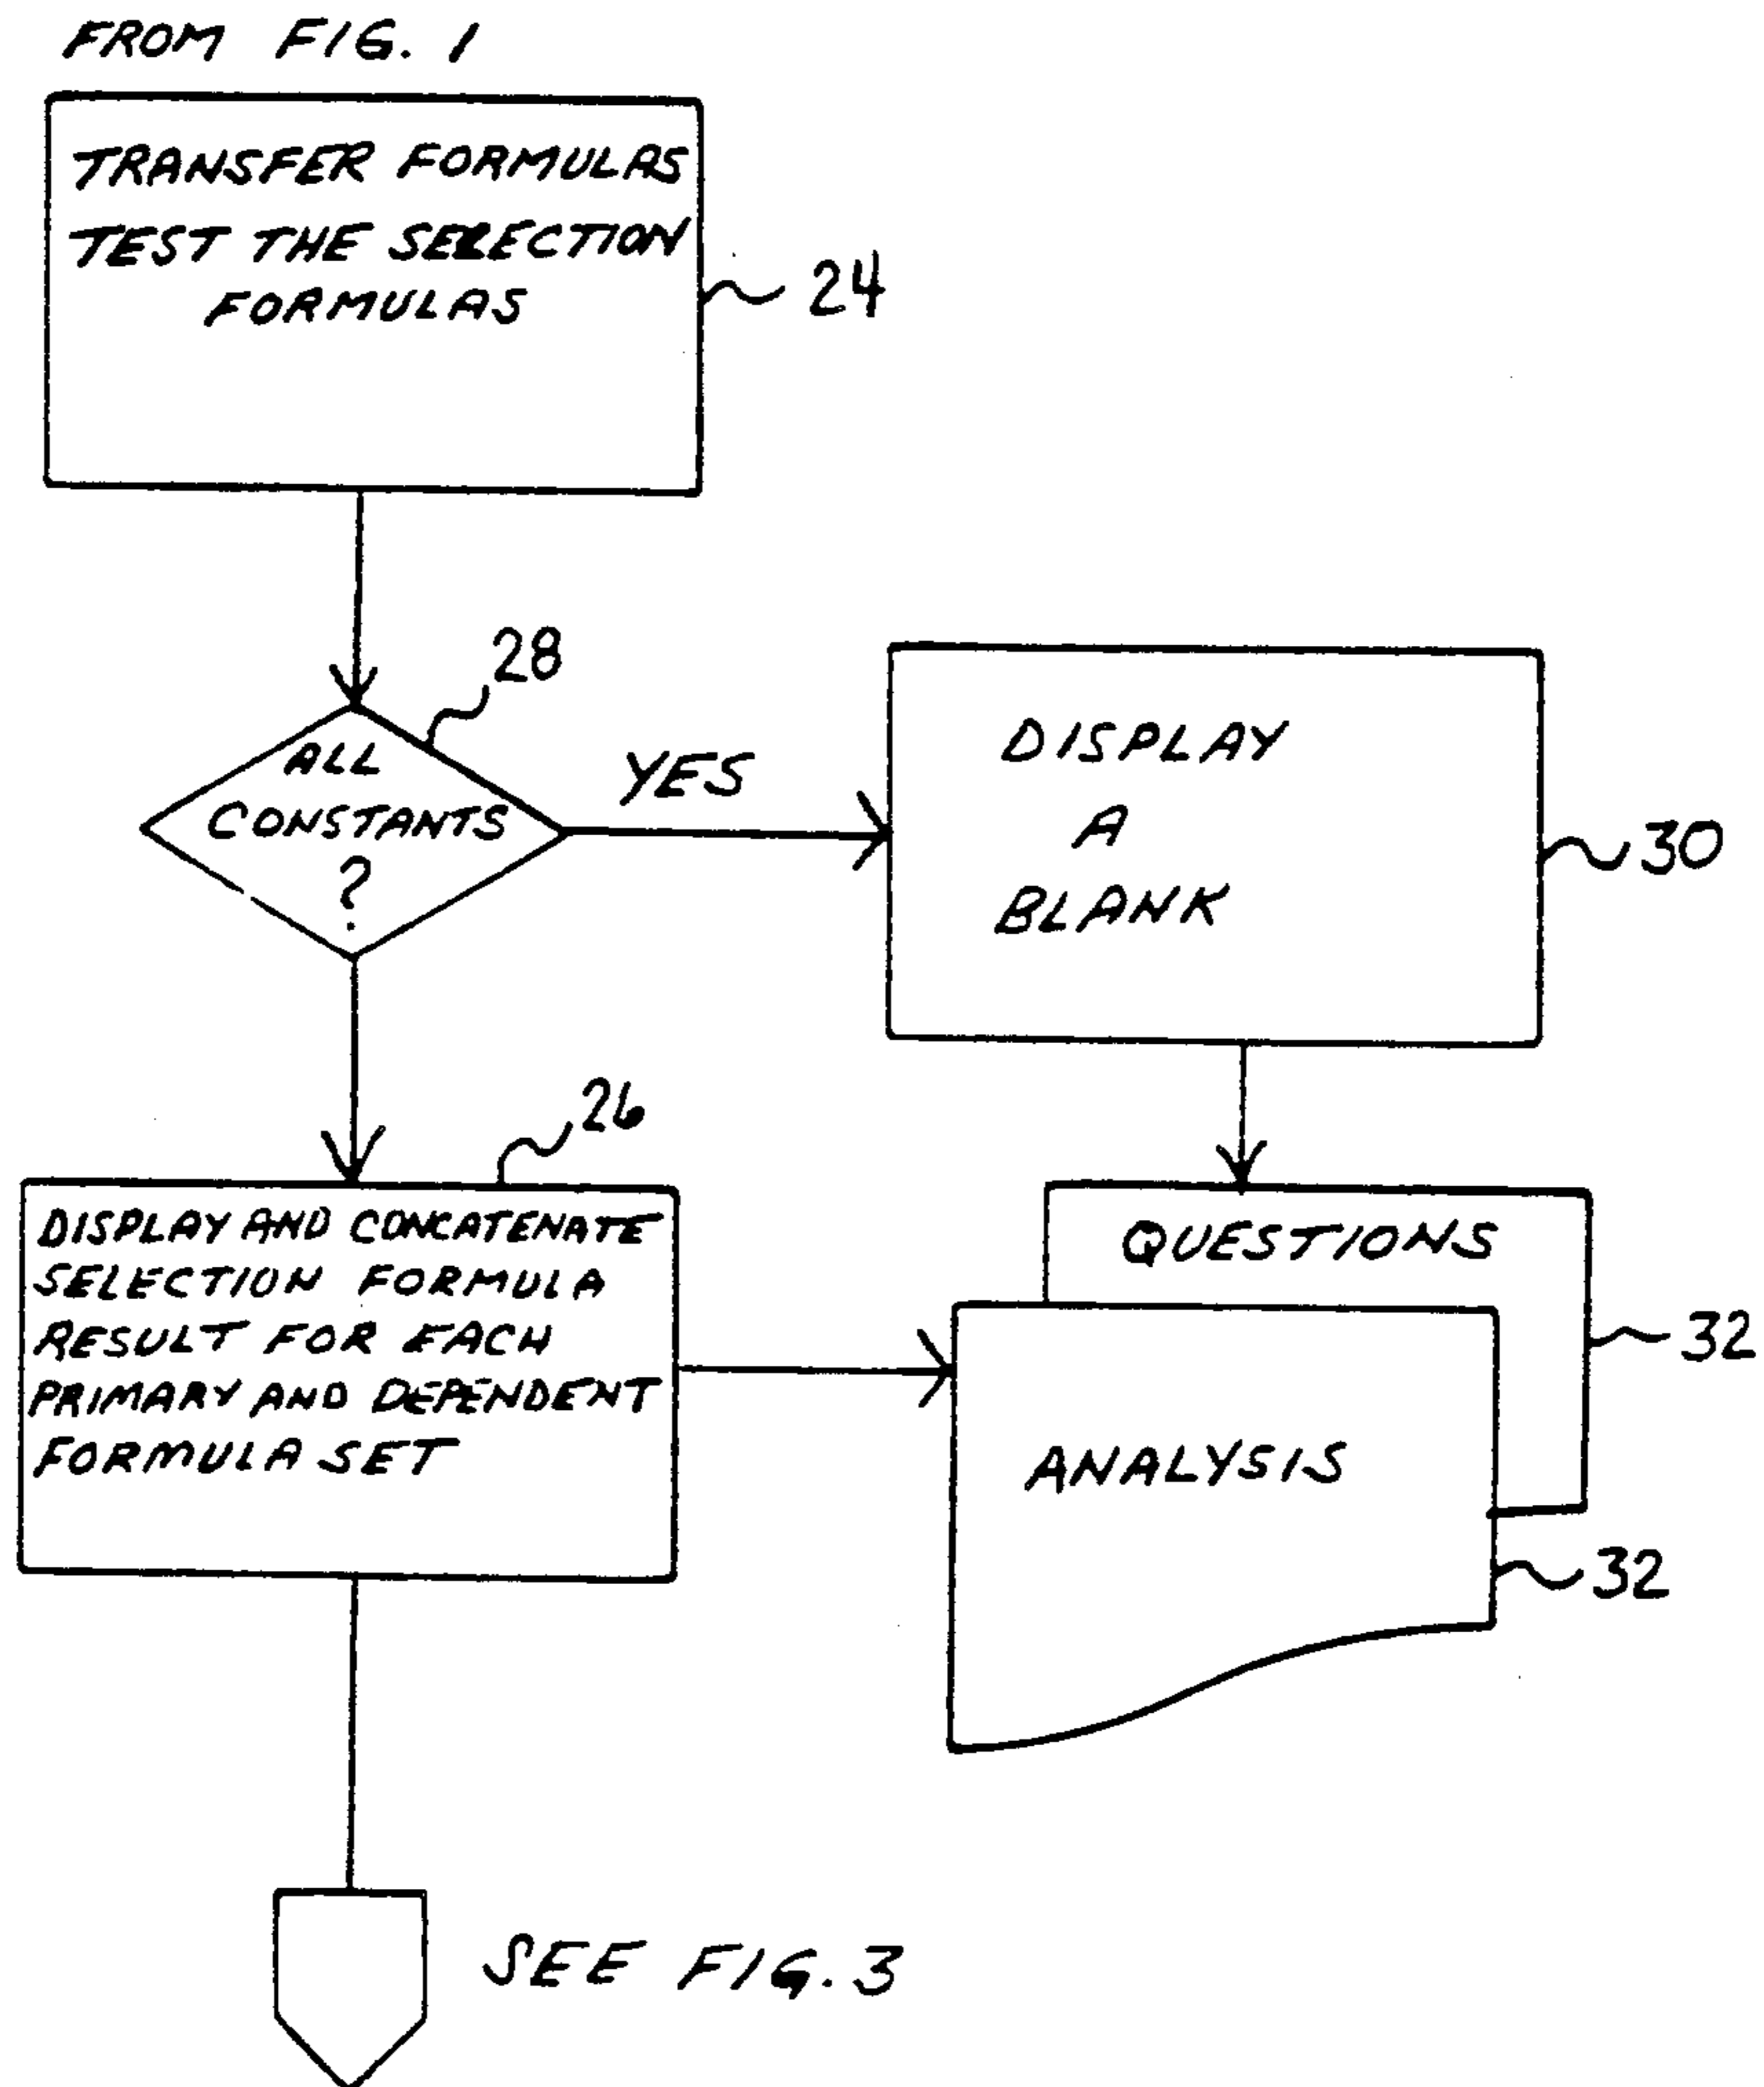 FROM FIG. 1
TRANSFER FORMULAS
TEST THE SELECTION
FORMULAS
24
28
ALL
CONSTANTS
?
YES
DISPLAY
A
BLANK
30
26
DISPLAY AND CONCATENATE
SELECTION FORMULA
RESULT FOR EACH
PRIMARY AND DEPENDENT
FORMULA SET
QUESTIONS
32
ANALYSIS
32
SEE FIG. 3